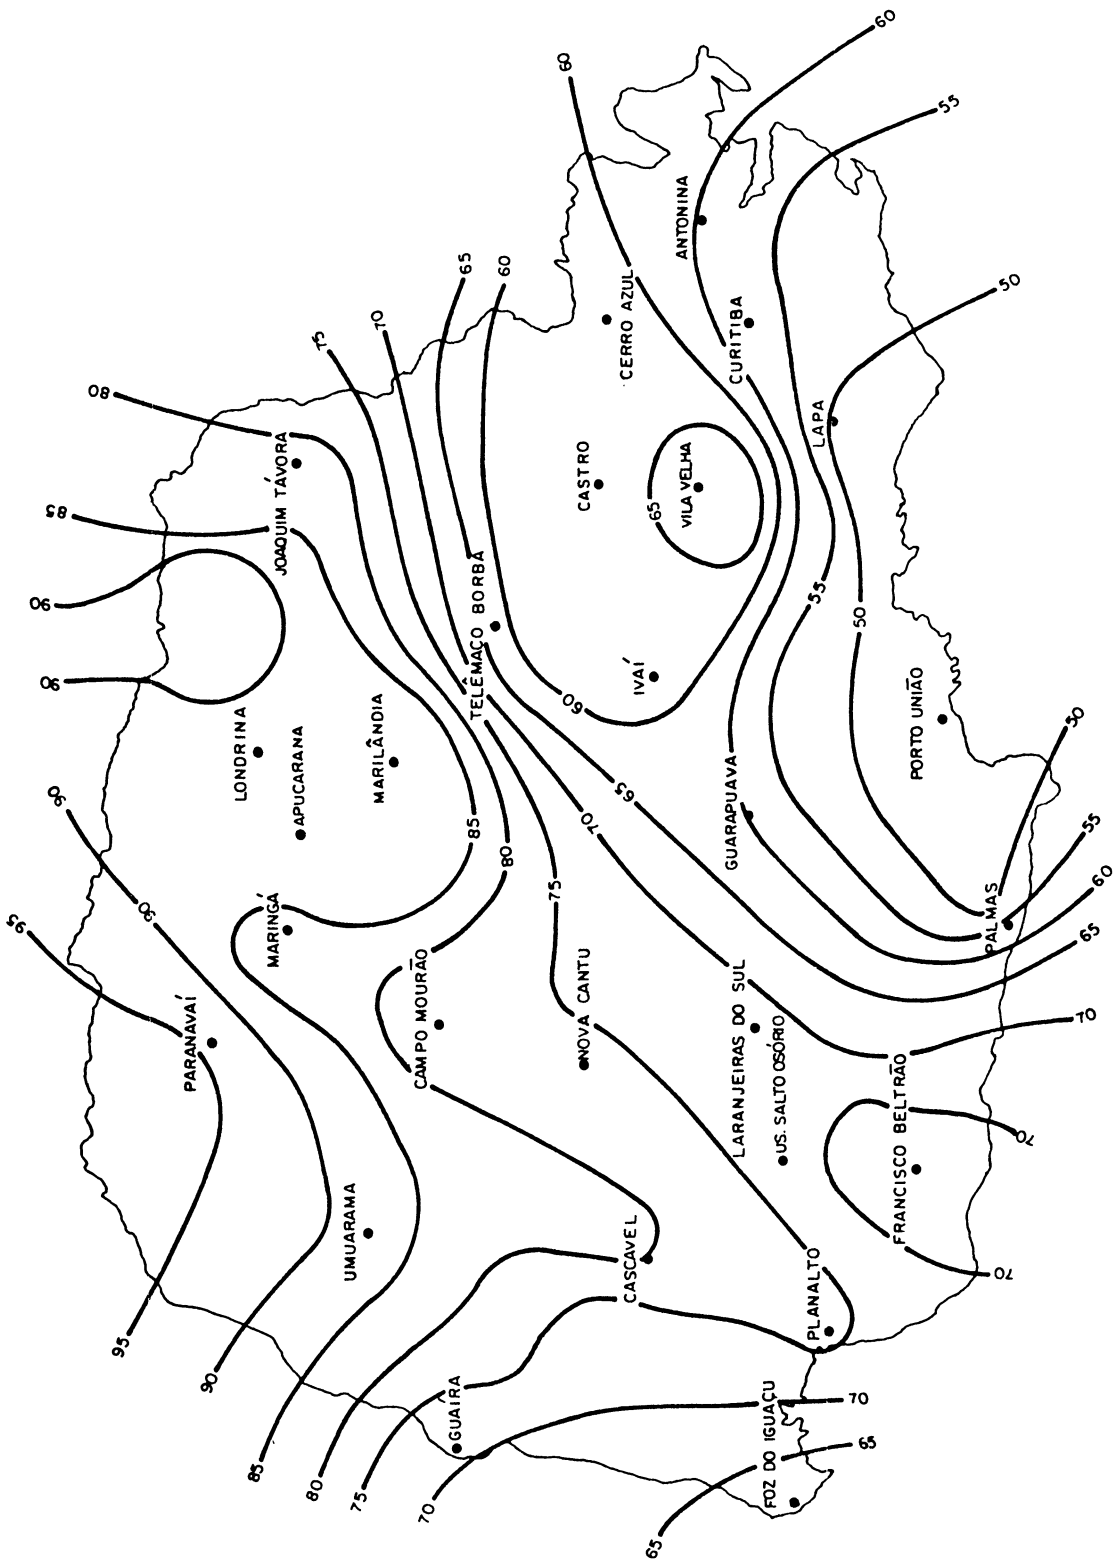 60
55
50
60
65
60
70
75
80
85
90
90
90
95
ANTONINA
CURITIBA
CERRO AZUL
LAPA
CASTRO
VILA VELHA
65
JOAQUIM TÁVORA
TELÊMACO BORBA
IVAÍ
60
55
50
PORTO UNIÃO
LONDRINA
APUCARANA
MARILÂNDIA
GUARAPUAVA
65
70
85
80
75
90
MARINGÁ
CAMPO MOURÃO
NOVA CANTU
PALMAS
50
55
60
65
70
PARANAVAÍ
LARANJEIRAS DO SUL
US. SALTO OSÓRIO
FRANCISCO BELTRÃO
70
70
UMUARAMA
CASCAVEL
PLANALTO
GUAÍRA
FOZ DO IGUAÇU
95
90
85
80
75
70
65
70
65